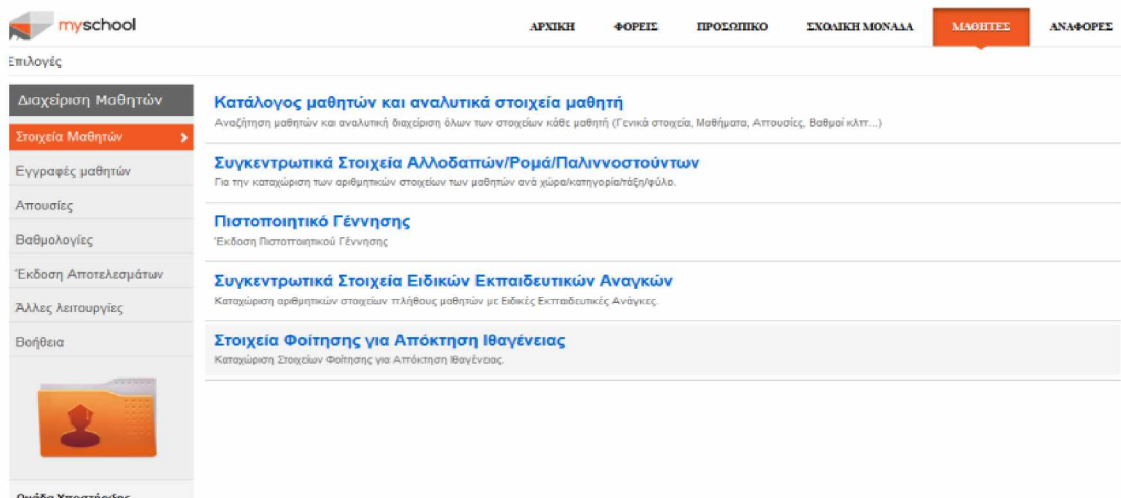 myschool
ΑΡΧΙΚΗ ΦΟΡΕΙΣ ΠΡΟΣΩΠΙΚΟ ΣΧΟΛΙΚΗ ΜΟΝΑΔΑ ΜΑΘΗΤΕΣ ΑΝΑΦΟΡΕΣ
Επιλογές
Διαχείριση Μαθητών
Στοιχεία Μαθητών
Εγγραφές μαθητών
Απουσίες
Βαθμολογίες
Έκδοση Αποτελεσμάτων
Άλλες λειτουργίες
Βοήθεια
Ομάδα Υποστήριξης
Κατάλογος μαθητών και αναλυτικά στοιχεία μαθητή
Αναζήτηση μαθητών και αναλυτική διαχείριση όλων των στοιχείων κάθε μαθητή (Γενικά στοιχεία, Μαθήματα, Απουσίες, Βαθμοί κλπ...)
Συγκεντρωτικά Στοιχεία Αλλοδαπών/Ρομά/Παλιννοστούντων
Για την καταχώριση των αριθμητικών στοιχείων των μαθητών ανά χώρα/κατηγορία/τάξη/φύλο.
Πιστοποιητικό Γέννησης
Έκδοση Πιστοποιητικού Γέννησης
Συγκεντρωτικά Στοιχεία Ειδικών Εκπαιδευτικών Αναγκών
Καταχώριση αριθμητικών στοιχείων πλήθους μαθητών με Ειδικές Εκπαιδευτικές Ανάγκες.
Στοιχεία Φοίτησης για Απόκτηση Ιθαγένειας
Καταχώριση Στοιχείων Φοίτησης για Απόκτηση Ιθαγένειας.